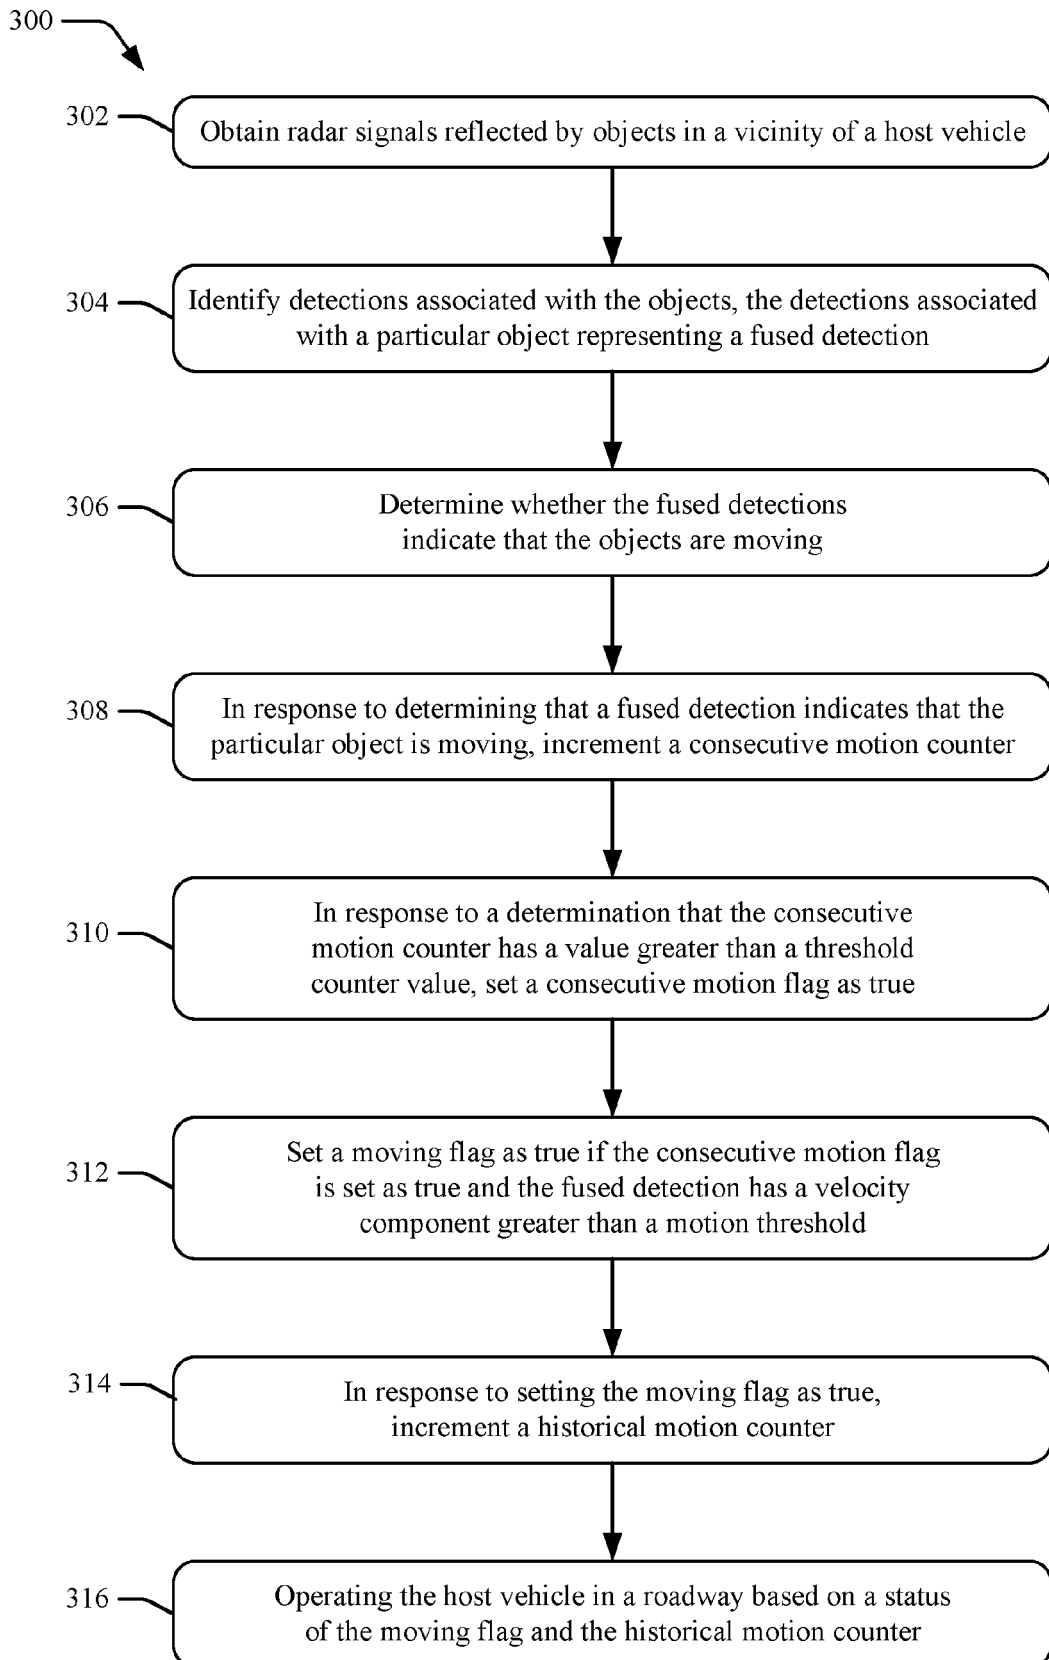 300
302
Obtain radar signals reflected by objects in a vicinity of a host vehicle
304
Identify detections associated with the objects, the detections associated
with a particular object representing a fused detection
306
Determine whether the fused detections
indicate that the objects are moving
308
In response to determining that a fused detection indicates that the
particular object is moving, increment a consecutive motion counter
310
In response to a determination that the consecutive
motion counter has a value greater than a threshold
counter value, set a consecutive motion flag as true
312
Set a moving flag as true if the consecutive motion flag
is set as true and the fused detection has a velocity
component greater than a motion threshold
314
In response to setting the moving flag as true,
increment a historical motion counter
316
Operating the host vehicle in a roadway based on a status
of the moving flag and the historical motion counter